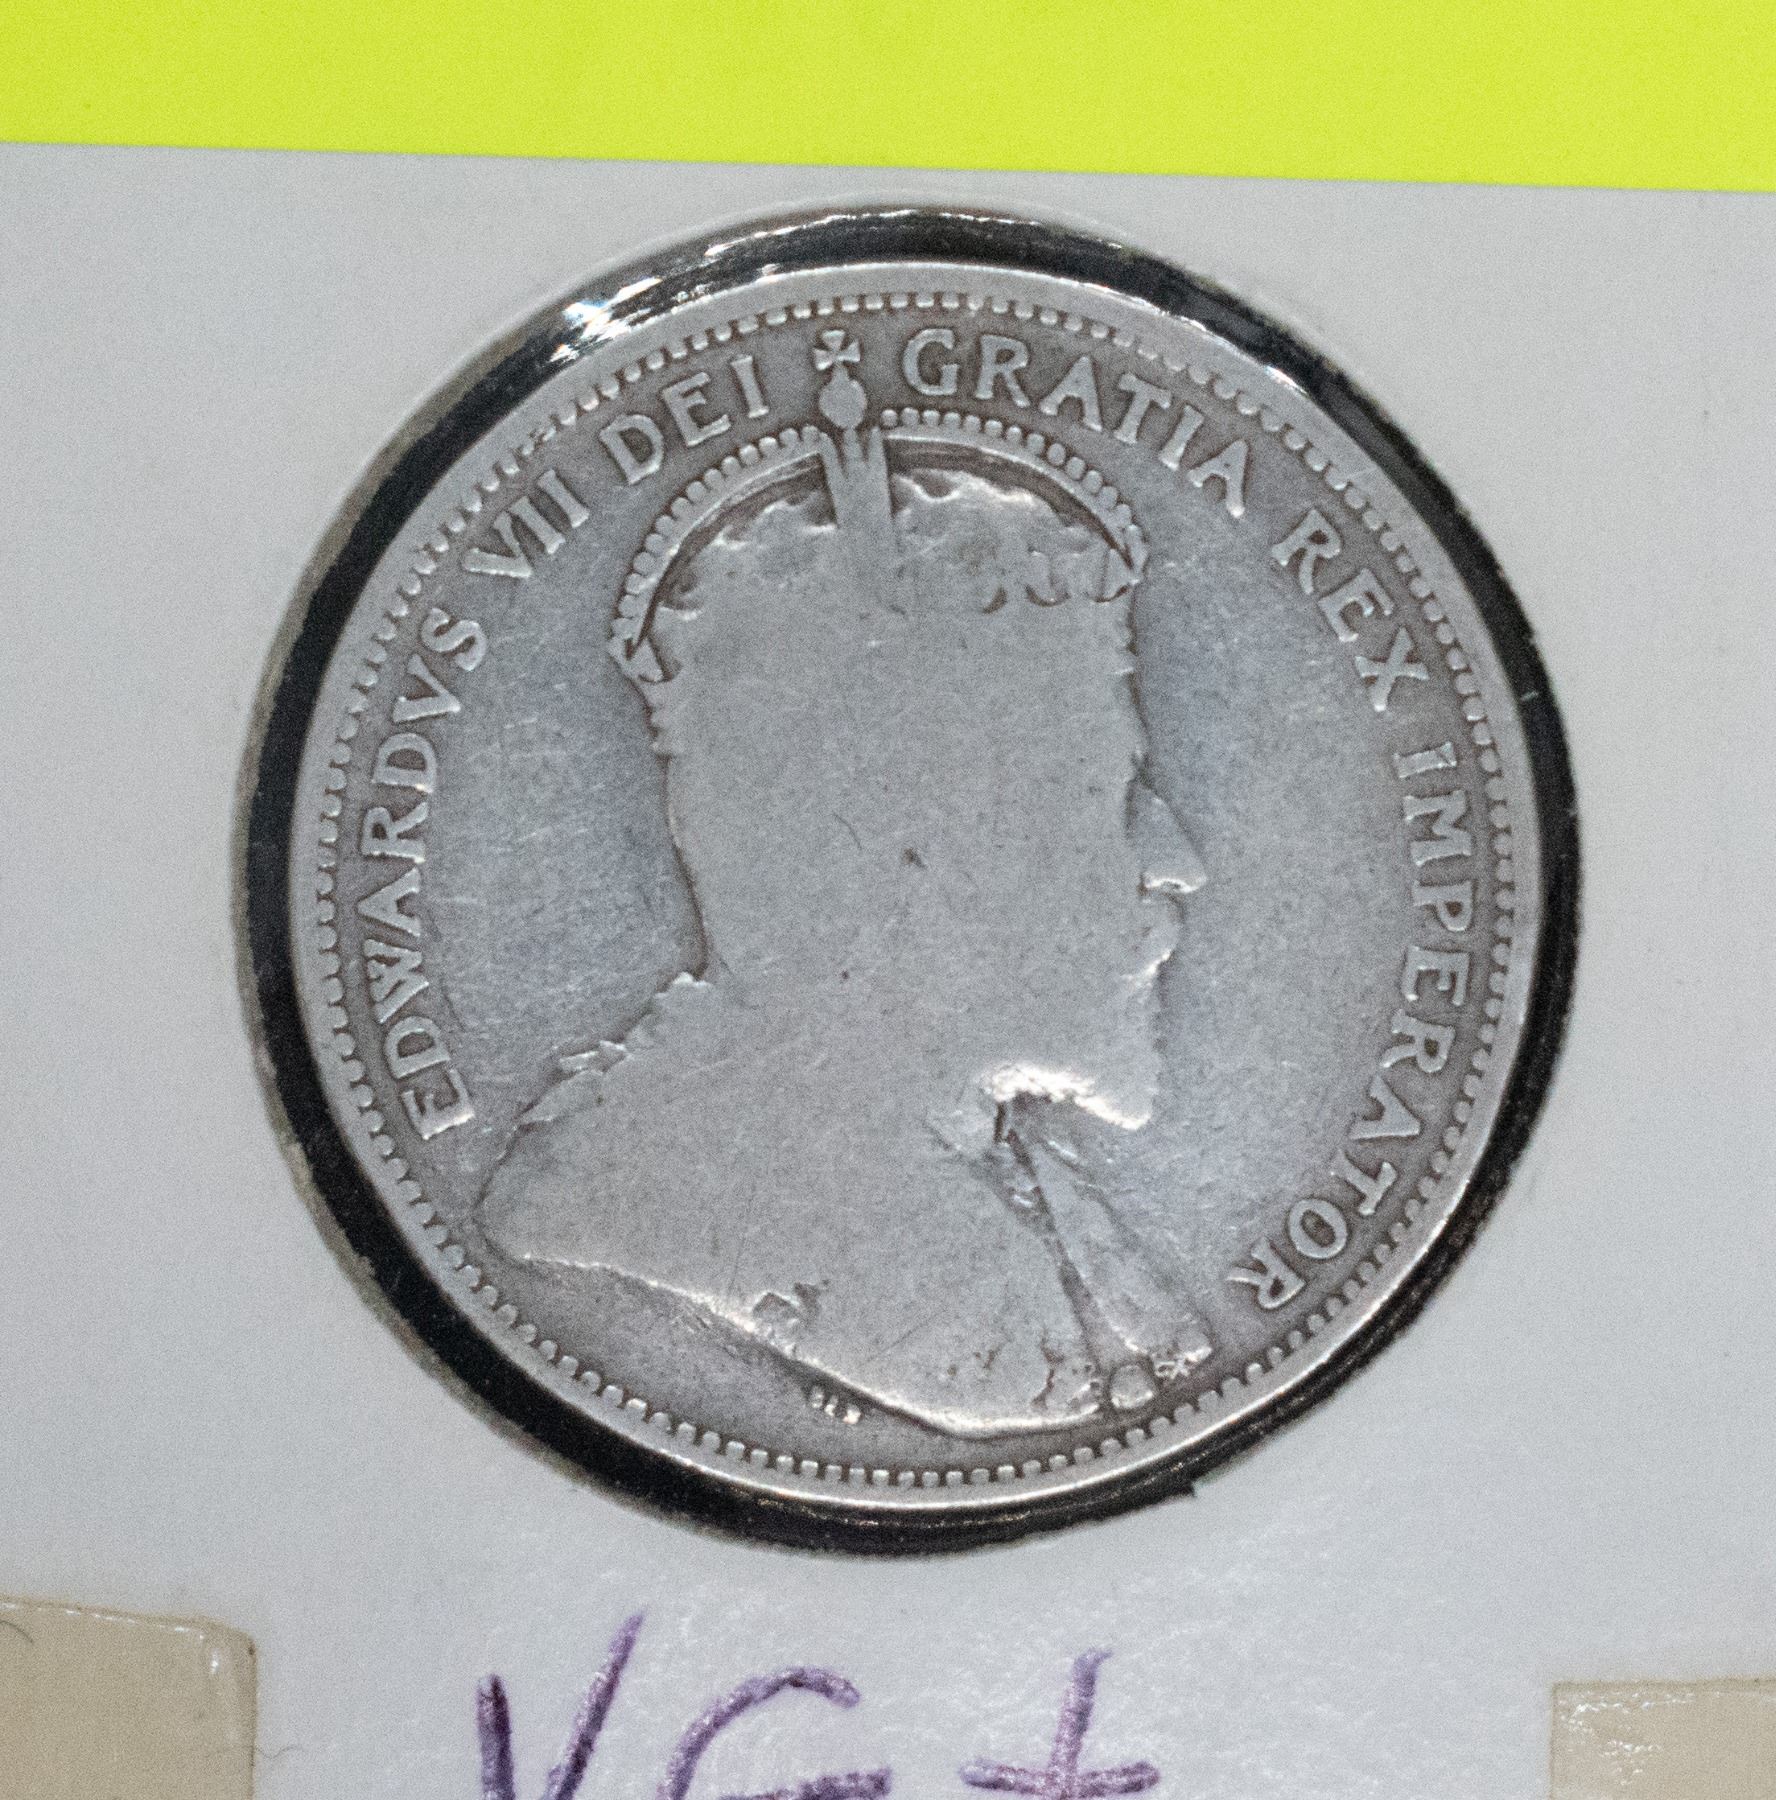 EDWARDVS VII DEI GRATIA REX IMPERATOR
VG+